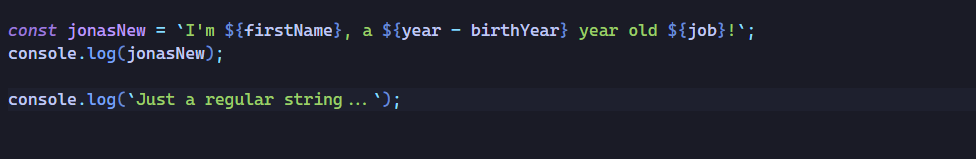 const jonasNew = `I'm ${firstName}, a ${year - birthYear} year old ${job}!`;
console.log(jonasNew);
console.log(`Just a regular string...`);